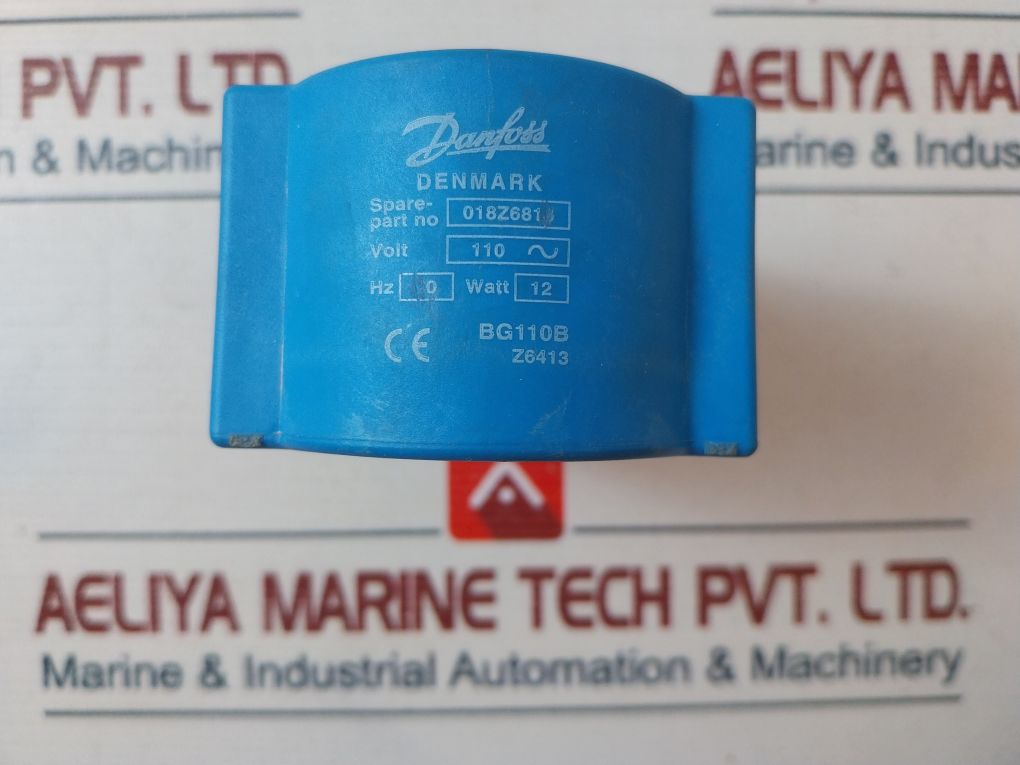 PVT. LTD
AELIYA MA
& Machin
arine & Indus
Danfoss
DENMARK
Spare-
part no
Volt 110 ~
Hz Watt 12
CE BG110B
Z6413
AELIYA MARINE TECH PVT. LTD.
Marine & Industrial Automation & Machinery